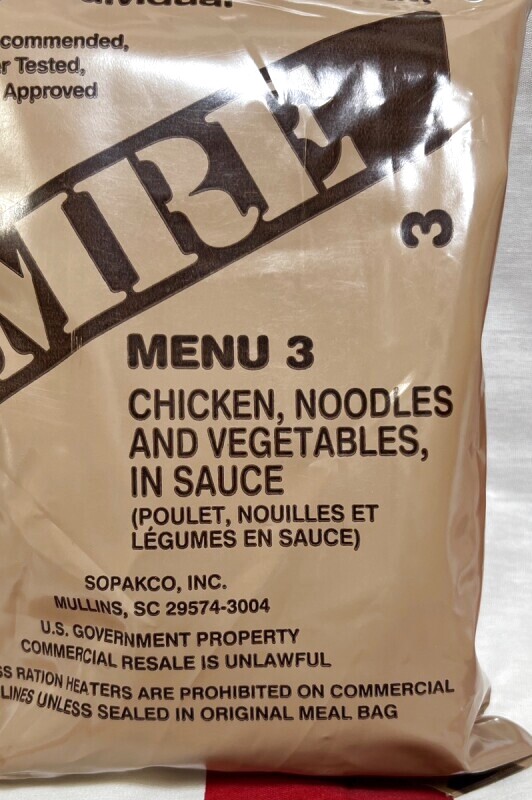 commended,
Tested,
Approved
MRE
3
MENU 3
CHICKEN, NOODLES
AND VEGETABLES,
IN SAUCE
(POULET, NOUILLES ET
LÉGUMES EN SAUCE)
SOPAKCO, INC.
MULLINS, SC 29574-3004
U.S. GOVERNMENT PROPERTY
COMMERCIAL RESALE IS UNLAWFUL
SS RATION HEATERS ARE PROHIBITED ON COMMERCIAL
LINES UNLESS SEALED IN ORIGINAL MEAL BAG